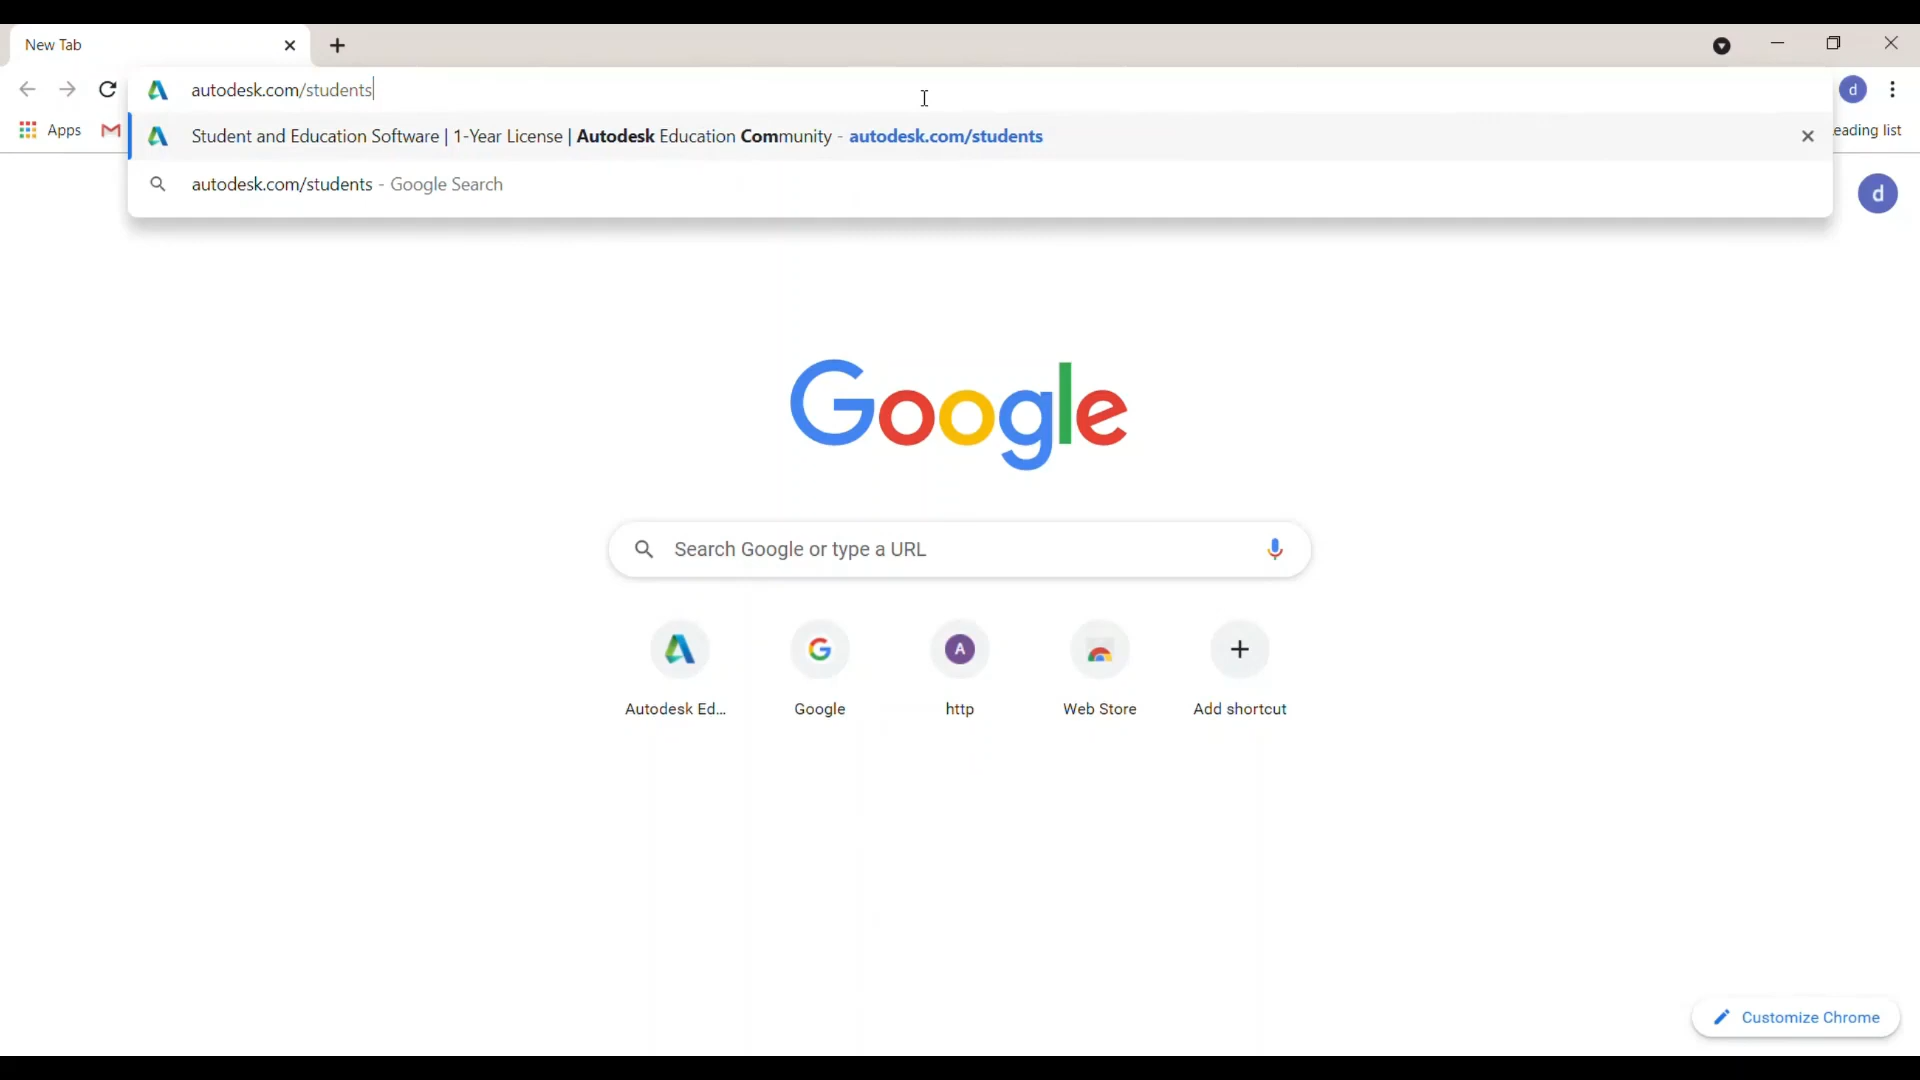 New Tab
autodesk.com/students
Student and Education Software | 1-Year License | Autodesk Education Community - autodesk.com/students
autodesk.com/students - Google Search
Apps
eading list
d
d
Google
Search Google or type a URL
A
Autodesk Ed...
Google
http
Web Store
Add shortcut
Customize Chrome